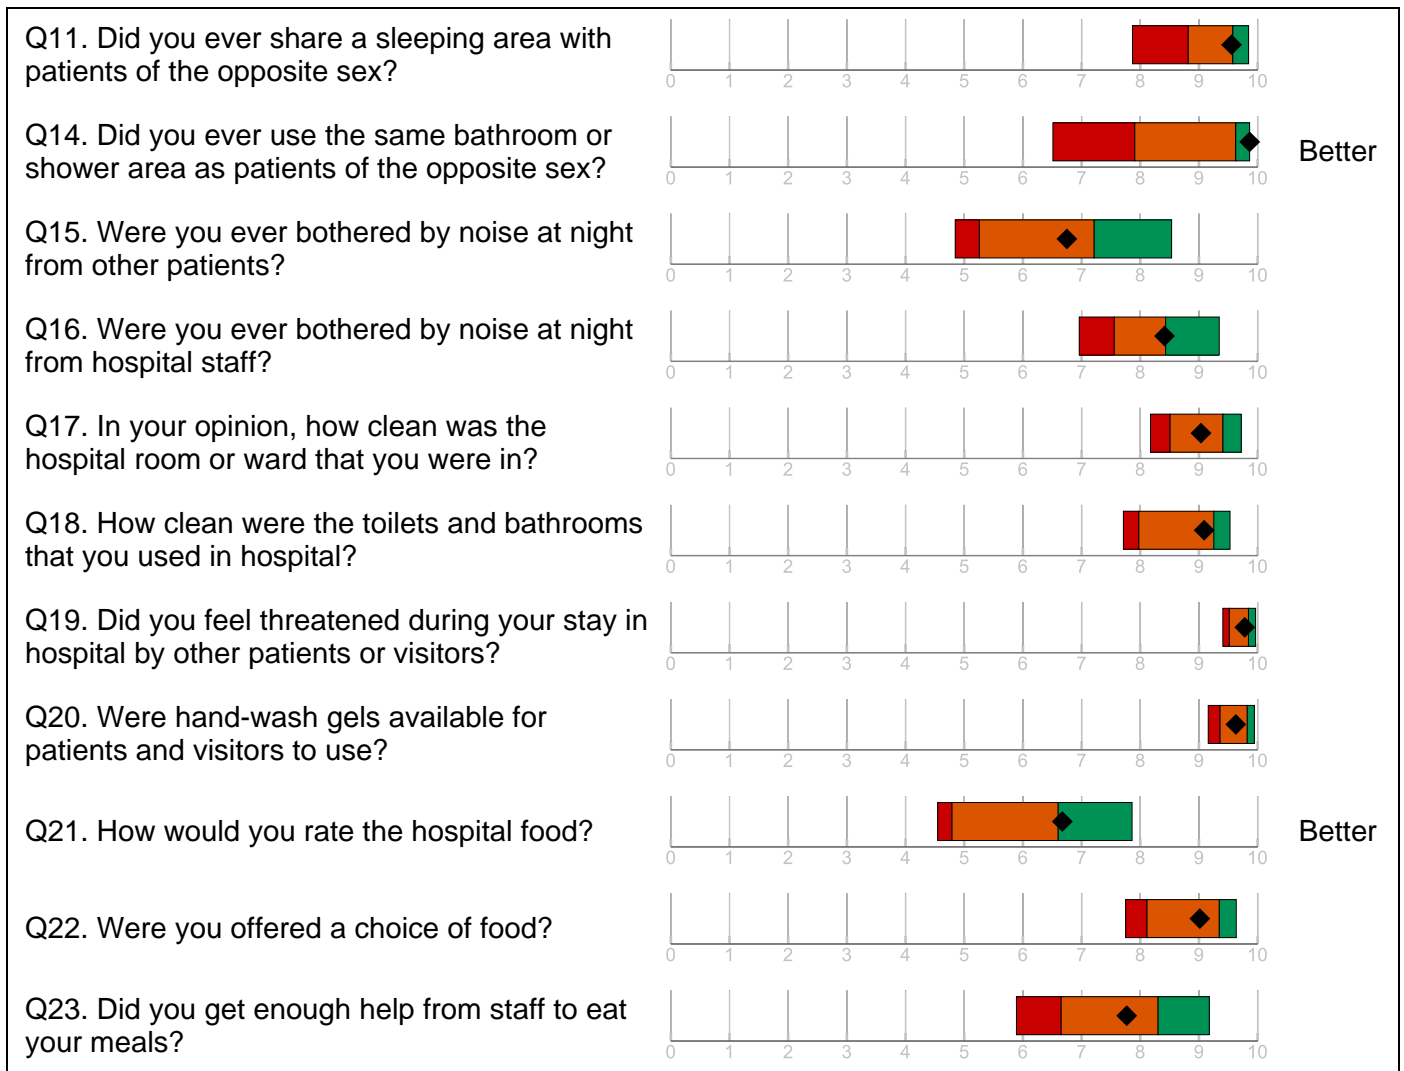 Q11. Did you ever share a sleeping area with
patients of the opposite sex?
0 1 2 3 4 5 6 7 8 9 10
Q14. Did you ever use the same bathroom or
shower area as patients of the opposite sex?
Better
0 1 2 3 4 5 6 7 8 9 10
Q15. Were you ever bothered by noise at night
from other patients?
0 1 2 3 4 5 6 7 8 9 10
Q16. Were you ever bothered by noise at night
from hospital staff?
0 1 2 3 4 5 6 7 8 9 10
Q17. In your opinion, how clean was the
hospital room or ward that you were in?
0 1 2 3 4 5 6 7 8 9 10
Q18. How clean were the toilets and bathrooms
that you used in hospital?
0 1 2 3 4 5 6 7 8 9 10
Q19. Did you feel threatened during your stay in
hospital by other patients or visitors?
0 1 2 3 4 5 6 7 8 9 10
Q20. Were hand-wash gels available for
patients and visitors to use?
0 1 2 3 4 5 6 7 8 9 10
Q21. How would you rate the hospital food?
Better
0 1 2 3 4 5 6 7 8 9 10
Q22. Were you offered a choice of food?
0 1 2 3 4 5 6 7 8 9 10
Q23. Did you get enough help from staff to eat
your meals?
0 1 2 3 4 5 6 7 8 9 10